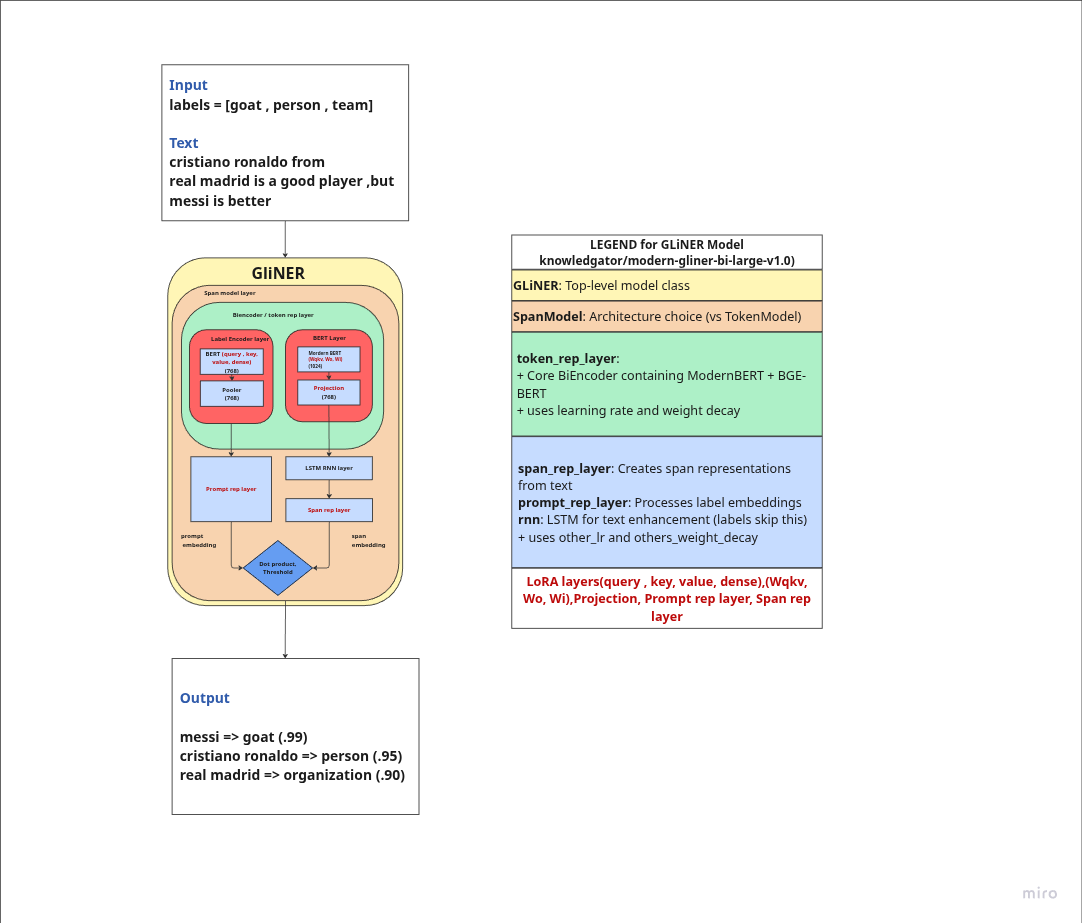 Input
labels = [goat , person , team]
Text
cristiano ronaldo from
real madrid is a good player ,but
messi is better
GliNER
Span model layer
Biencoder / token rep layer
Label Encoder layer
BERT (query , key,
value, dense)
(768)
Pooler
(768)
BERT Layer
Mordern BERT
(Wqkv, Wo, Wi)
(1024)
Projection
(768)
Prompt rep layer
LSTM RNN layer
Span rep layer
prompt
embedding
span
embedding
Dot product,
Threshold
Output
messi => goat (.99)
cristiano ronaldo => person (.95)
real madrid => organization (.90)
LEGEND for GLiNER Model
knowledgator/modern-gliner-bi-large-v1.0)
GLiNER: Top-level model class
SpanModel: Architecture choice (vs TokenModel)
token_rep_layer:
+ Core BiEncoder containing ModernBERT + BGE-
BERT
+ uses learning rate and weight decay
span_rep_layer: Creates span representations
from text
prompt_rep_layer: Processes label embeddings
rnn: LSTM for text enhancement (labels skip this)
+ uses other_lr and others_weight_decay
LoRA layers(query , key, value, dense),(Wqkv,
Wo, Wi),Projection, Prompt rep layer, Span rep
layer
miro